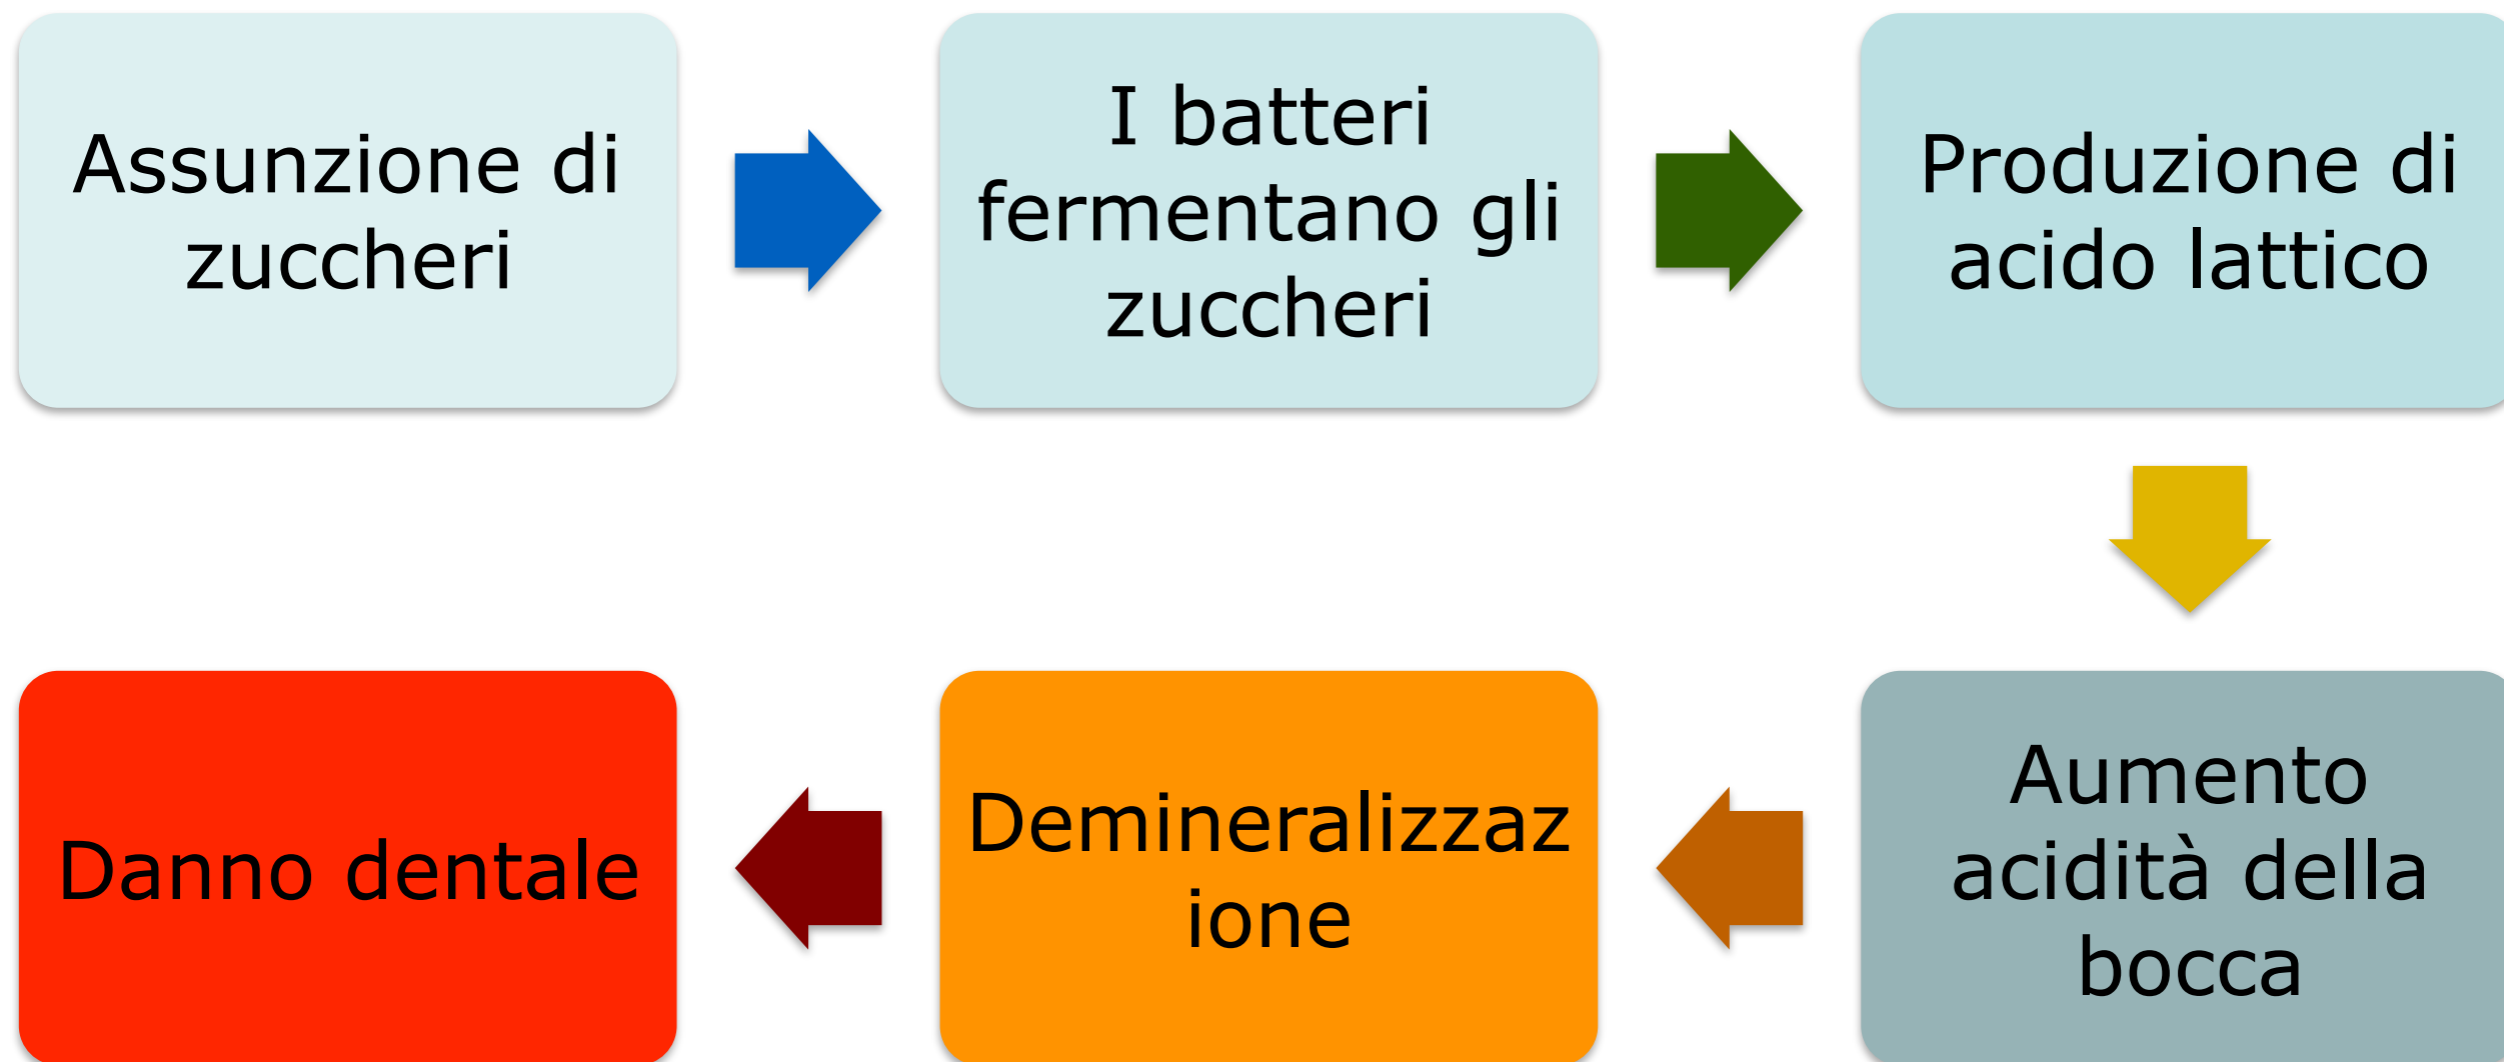 Assunzione di
zuccheri
I batteri
fermentano gli
zuccheri
Produzione di
acido lattico
Aumento
acidità della
bocca
Demineralizzaz
ione
Danno dentale